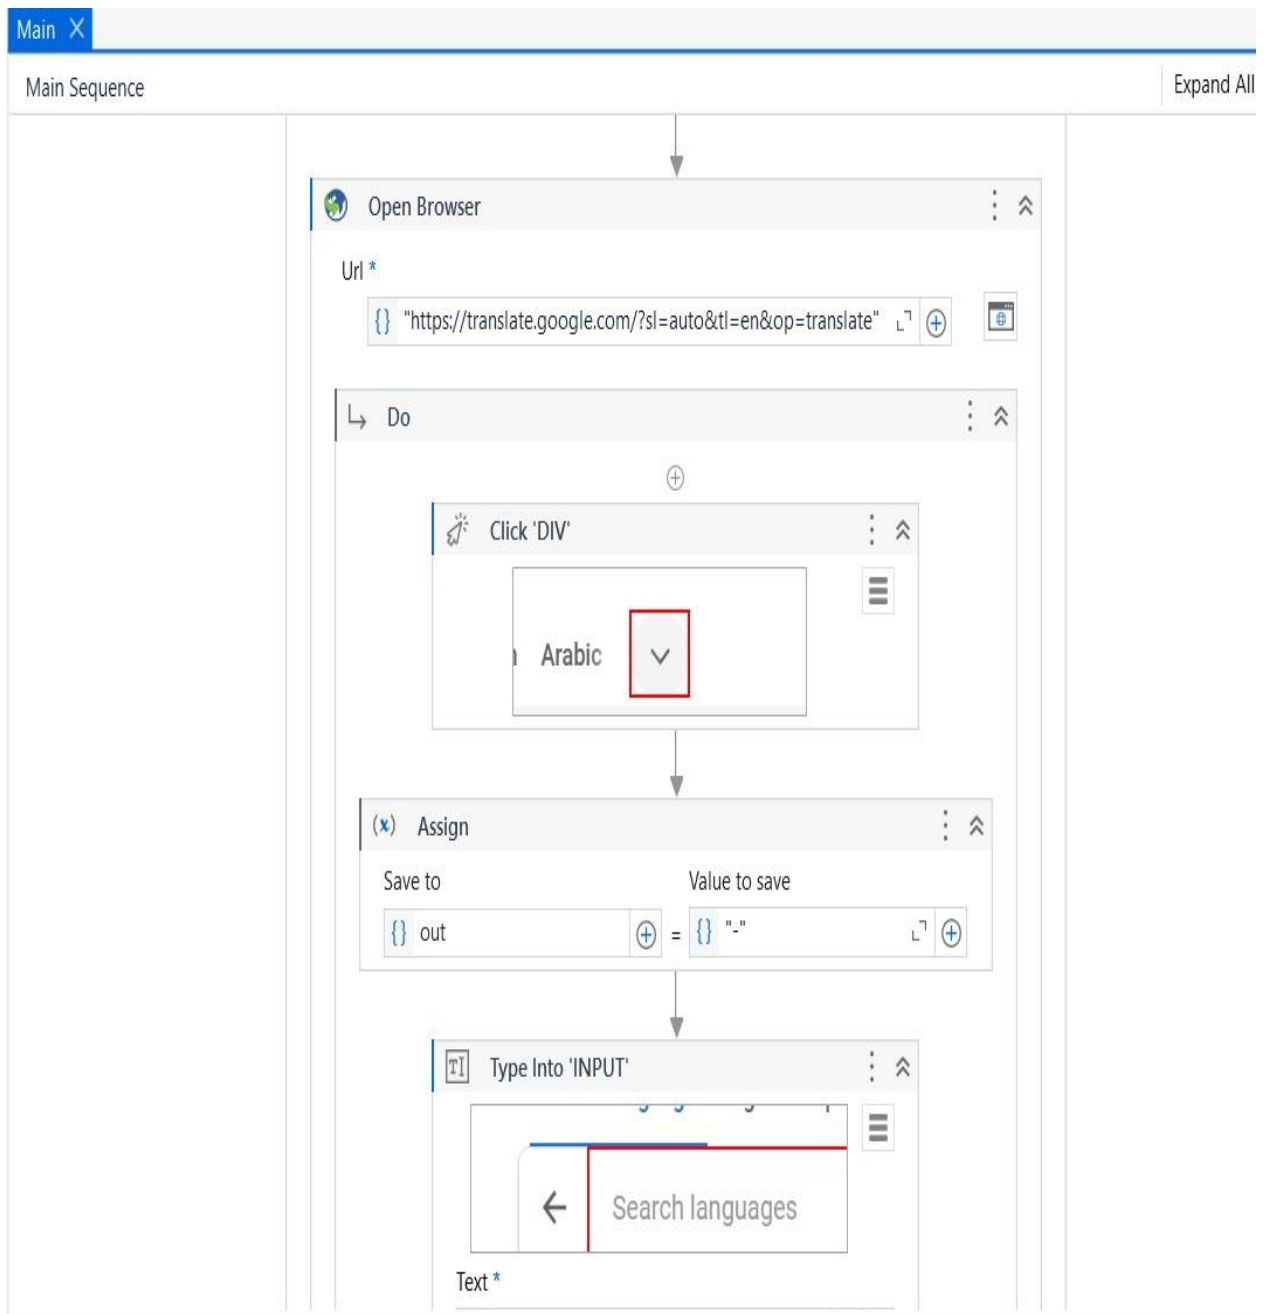 Main
Main Sequence
Expand All
Open Browser
Url *
{} "https://translate.google.com/?sl=auto&tl=en&op=translate"
Do
Click 'DIV'
Arabic
(x) Assign
Save to Value to save
{} out = {} "-"
TI Type Into 'INPUT'
Search languages
Text *